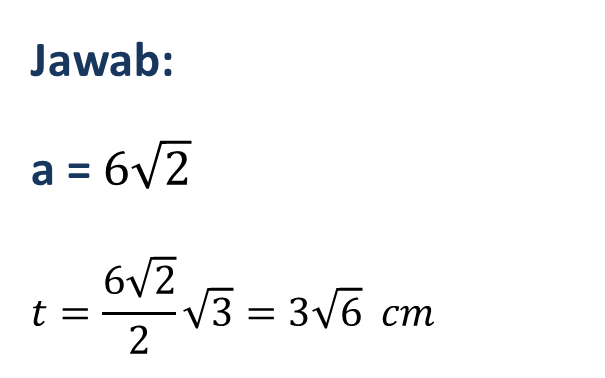 Jawab:
a = 6√2
t = 6√2/2 √3 = 3√6 cm